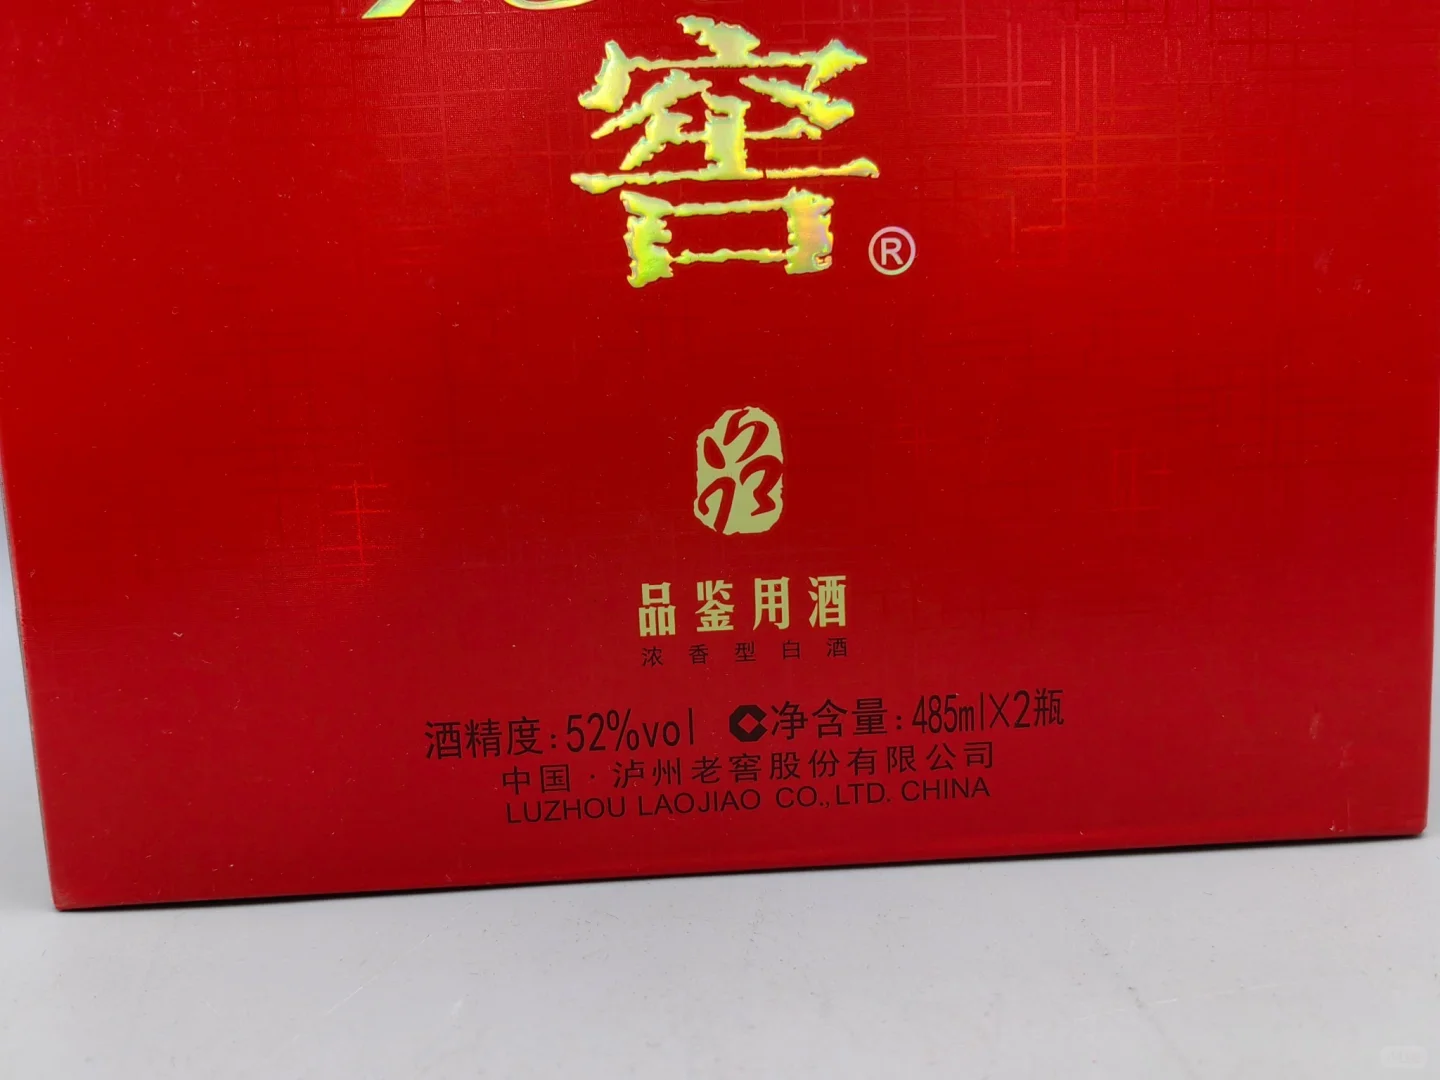 窖®
品
品鉴用酒
浓香型白酒
酒精度:52%vol 净含量:485ml×2瓶
中国·泸州老窖股份有限公司
LUZHOU LAOJIAO CO.,LTD. CHINA